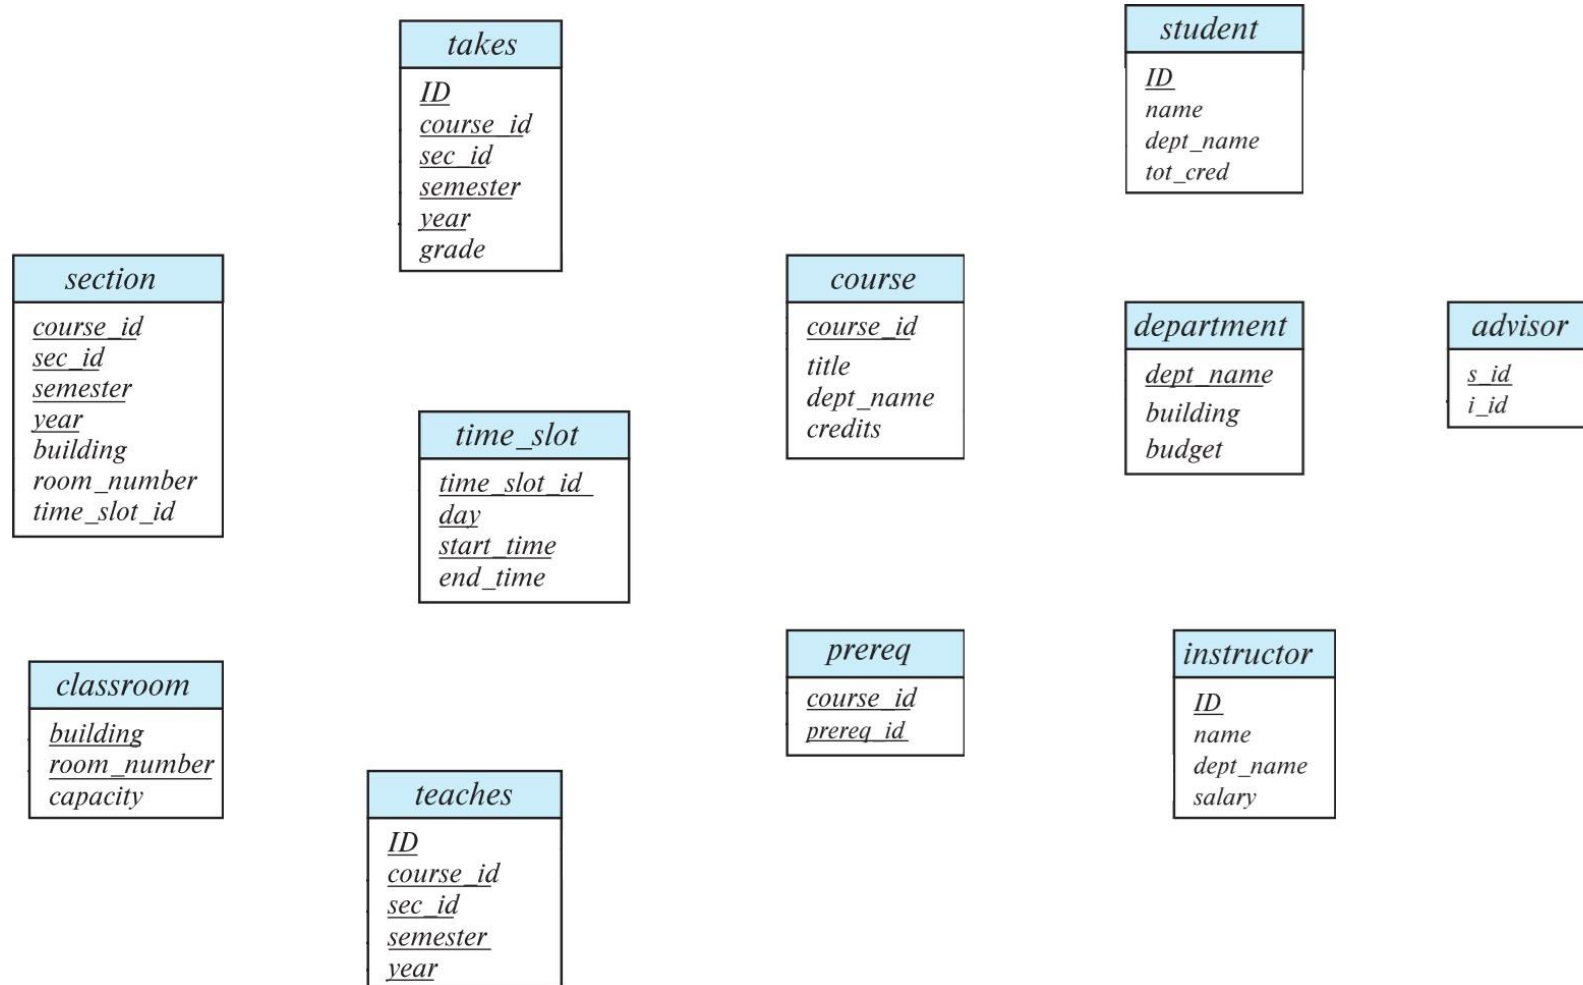 takes
ID
course_id
sec_id
semester
year
grade
student
ID
name
dept_name
tot_cred
section
course_id
sec_id
semester
year
building
room_number
time_slot_id
time_slot
time_slot_id
day
start_time
end_time
course
course_id
title
dept_name
credits
department
dept_name
building
budget
advisor
s_id
i_id
classroom
building
room_number
capacity
teaches
ID
course_id
sec_id
semester
year
prereq
course_id
prereq_id
instructor
ID
name
dept_name
salary